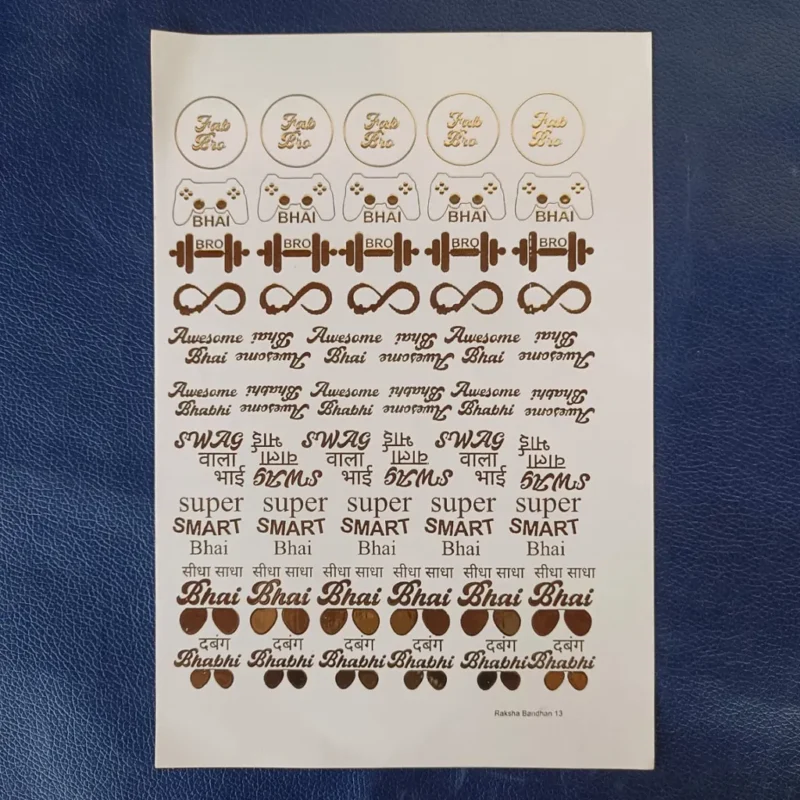 Fab Fab Fab Fab Fab
Bro Bro Bro Bro Bro
BHAI BHAI BHAI BHAI BHAI
BRO BRO BRO BRO BRO
Awesome Bhai Awesome Bhai Awesome Bhai
Bhai Awesome Bhai Awesome Bhai Awesome
Awesome Bhabhi Awesome Bhabhi Awesome Bhabhi
Bhabhi Awesome Bhabhi Awesome Bhabhi Awesome
SWAG भाई SWAG भाई SWAG भाई
वाला वाला वाला वाला वाला वाला
भाई SWAG भाई SWAG भाई SWAG
super super super super super
SMART SMART SMART SMART SMART
Bhai Bhai Bhai Bhai Bhai
सीधा साधा सीधा साधा सीधा साधा सीधा साधा सीधा साधा सीधा साधा
Bhai Bhai Bhai Bhai Bhai Bhai
दबंग दबंग दबंग दबंग दबंग दबंग
Bhabhi Bhabhi Bhabhi Bhabhi Bhabhi Bhabhi
Raksha Bandhan 13